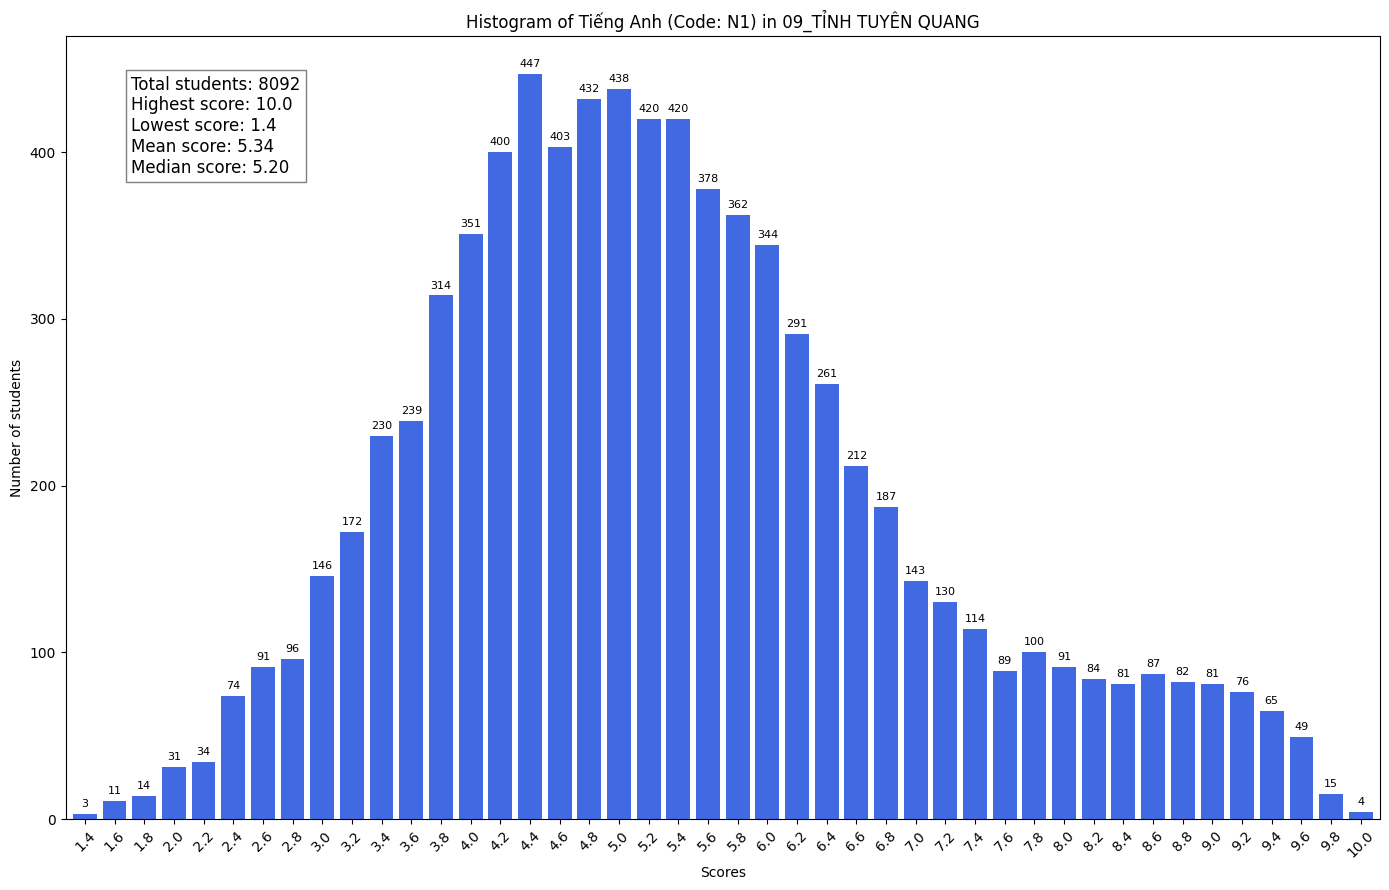 Histogram of Tiếng Anh (Code: N1) in 09_TỈNH TUYÊN QUANG
Total students: 8092
Highest score: 10.0
Lowest score: 1.4
Mean score: 5.34
Median score: 5.20
Number of students
400
300
200
100
0
3 11 14 31 34 74 91 96 146 172 230 239 314 351 400 447 403 432 438 420 420 378 362 344 291 261 212 187 143 130 114 89 100 91 84 81 87 82 81 76 65 49 15 4
1.4 1.6 1.8 2.0 2.2 2.4 2.6 2.8 3.0 3.2 3.4 3.6 3.8 4.0 4.2 4.4 4.6 4.8 5.0 5.2 5.4 5.6 5.8 6.0 6.2 6.4 6.6 6.8 7.0 7.2 7.4 7.6 7.8 8.0 8.2 8.4 8.6 8.8 9.0 9.2 9.4 9.6 9.8 10.0
Scores